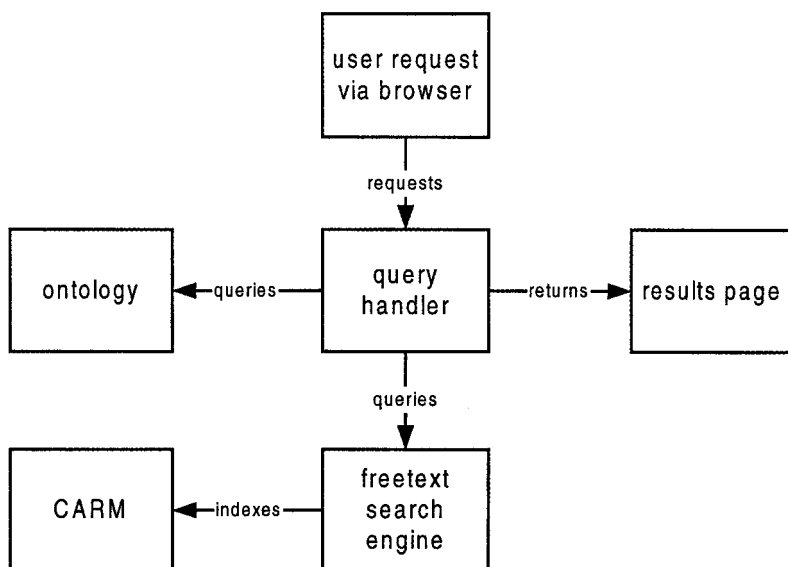 user request
via browser
requests
ontology
queries
query
handler
returns
results page
queries
CARM
indexes
freetext
search
engine